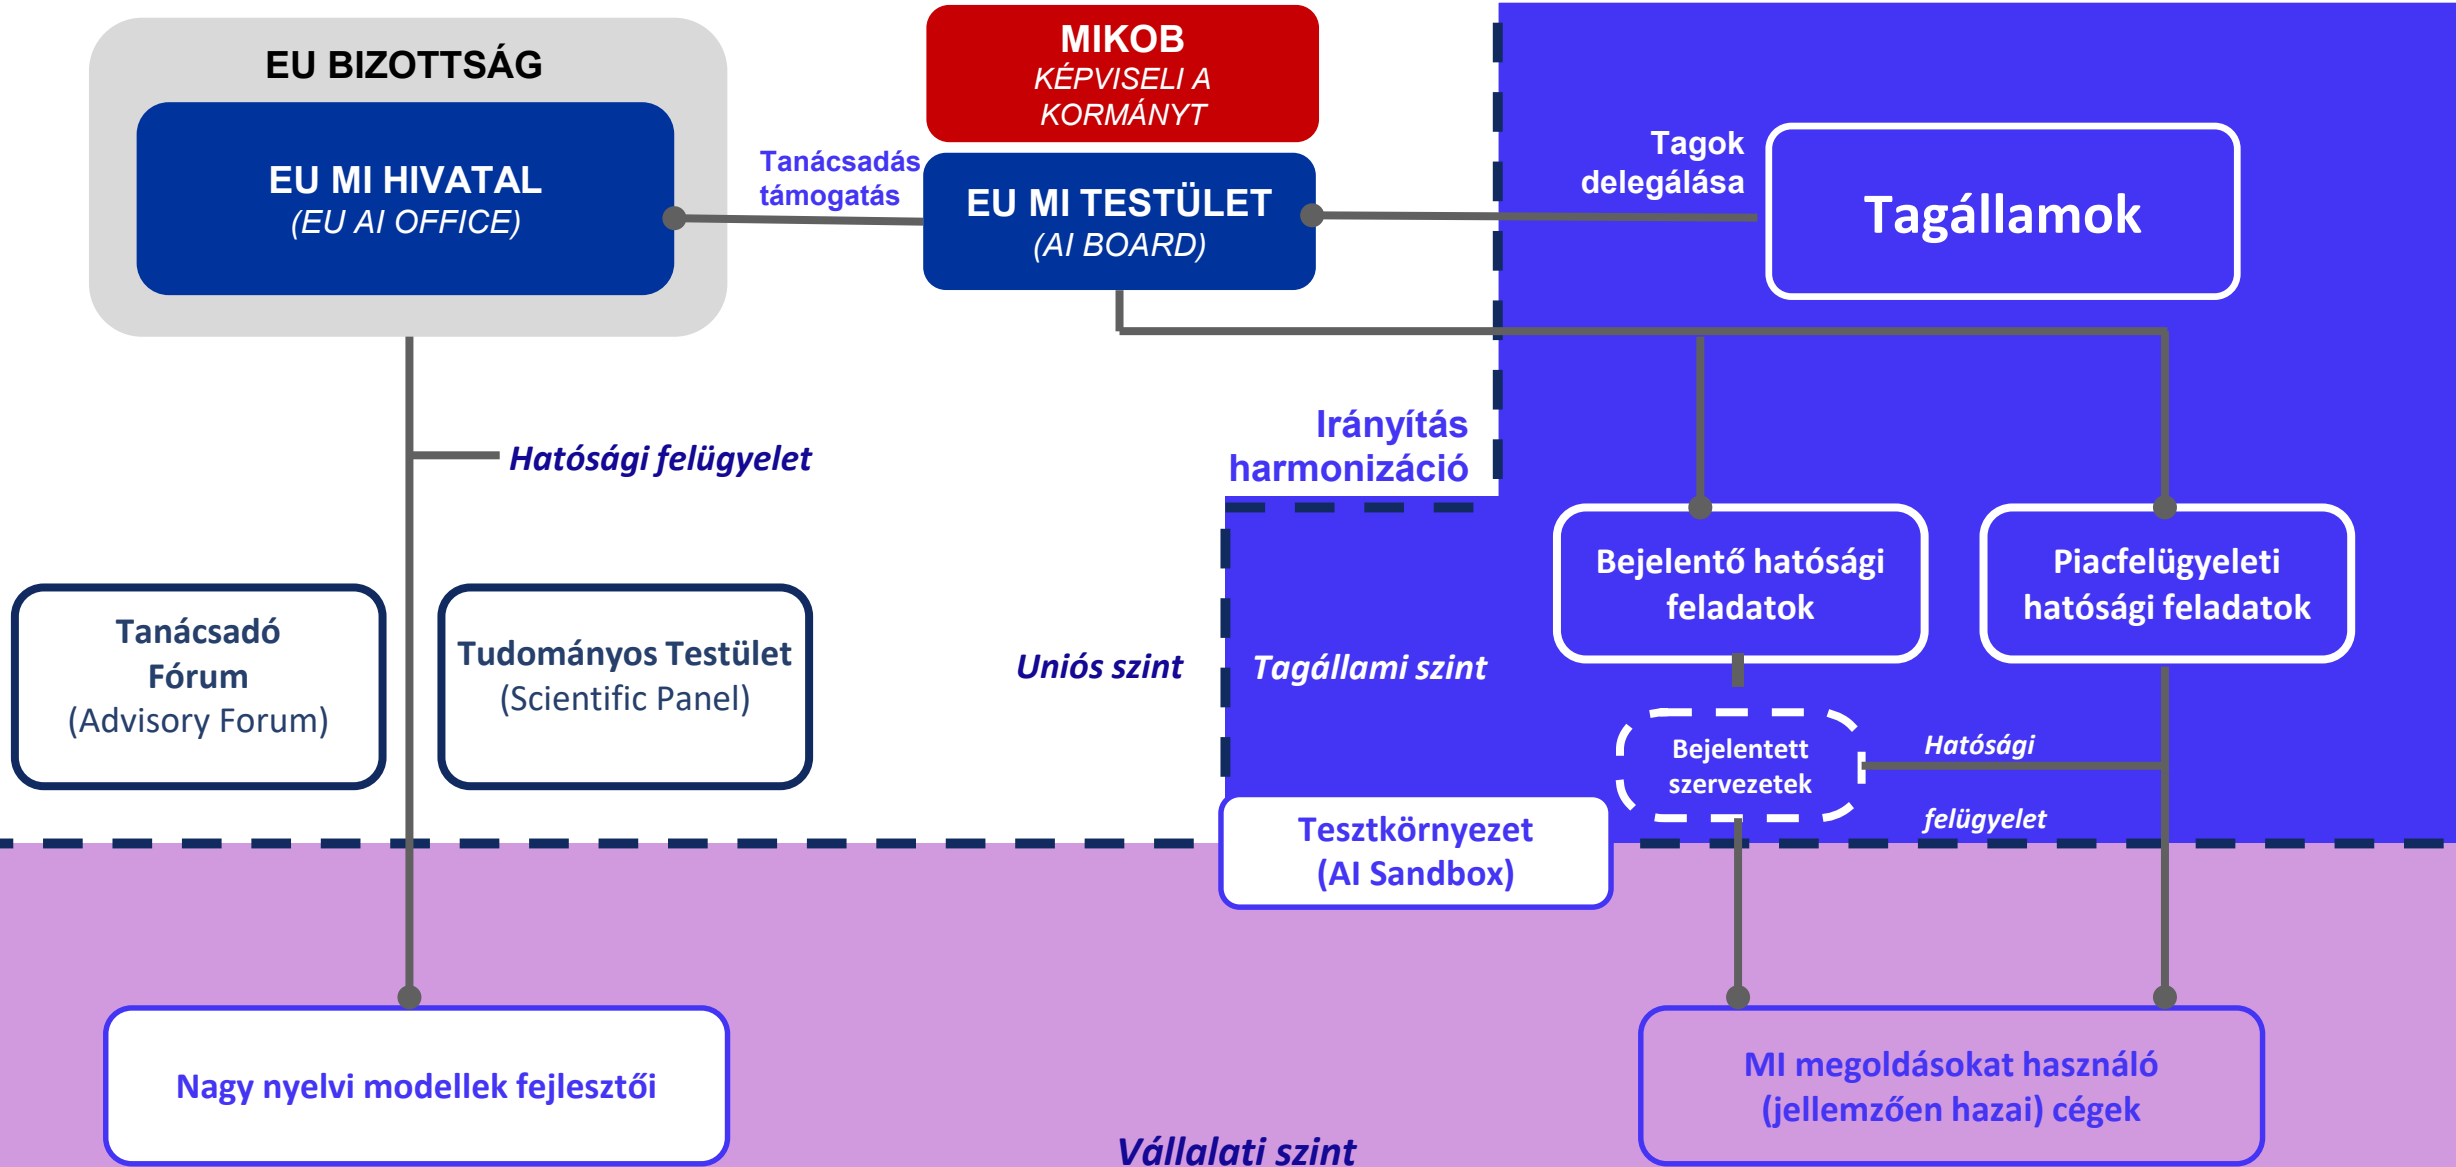 EU BIZOTTSÁG
EU MI HIVATAL
(EU AI OFFICE)
Tanácsadás
támogatás
MIKOB
KÉPVISELI A
KORMÁNYT
EU MI TESTÜLET
(AI BOARD)
Tagok
delegálása
Tagállamok
Hatósági felügyelet
Irányítás
harmonizáció
Bejelentő hatósági
feladatok
Piacfelügyeleti
hatósági feladatok
Tanácsadó
Fórum
(Advisory Forum)
Tudományos Testület
(Scientific Panel)
Uniós szint
Tagállami szint
Bejelentett
szervezetek
Hatósági
felügyelet
Tesztkörnyezet
(AI Sandbox)
Nagy nyelvi modellek fejlesztői
MI megoldásokat használó
(jellemzően hazai) cégek
Vállalati szint